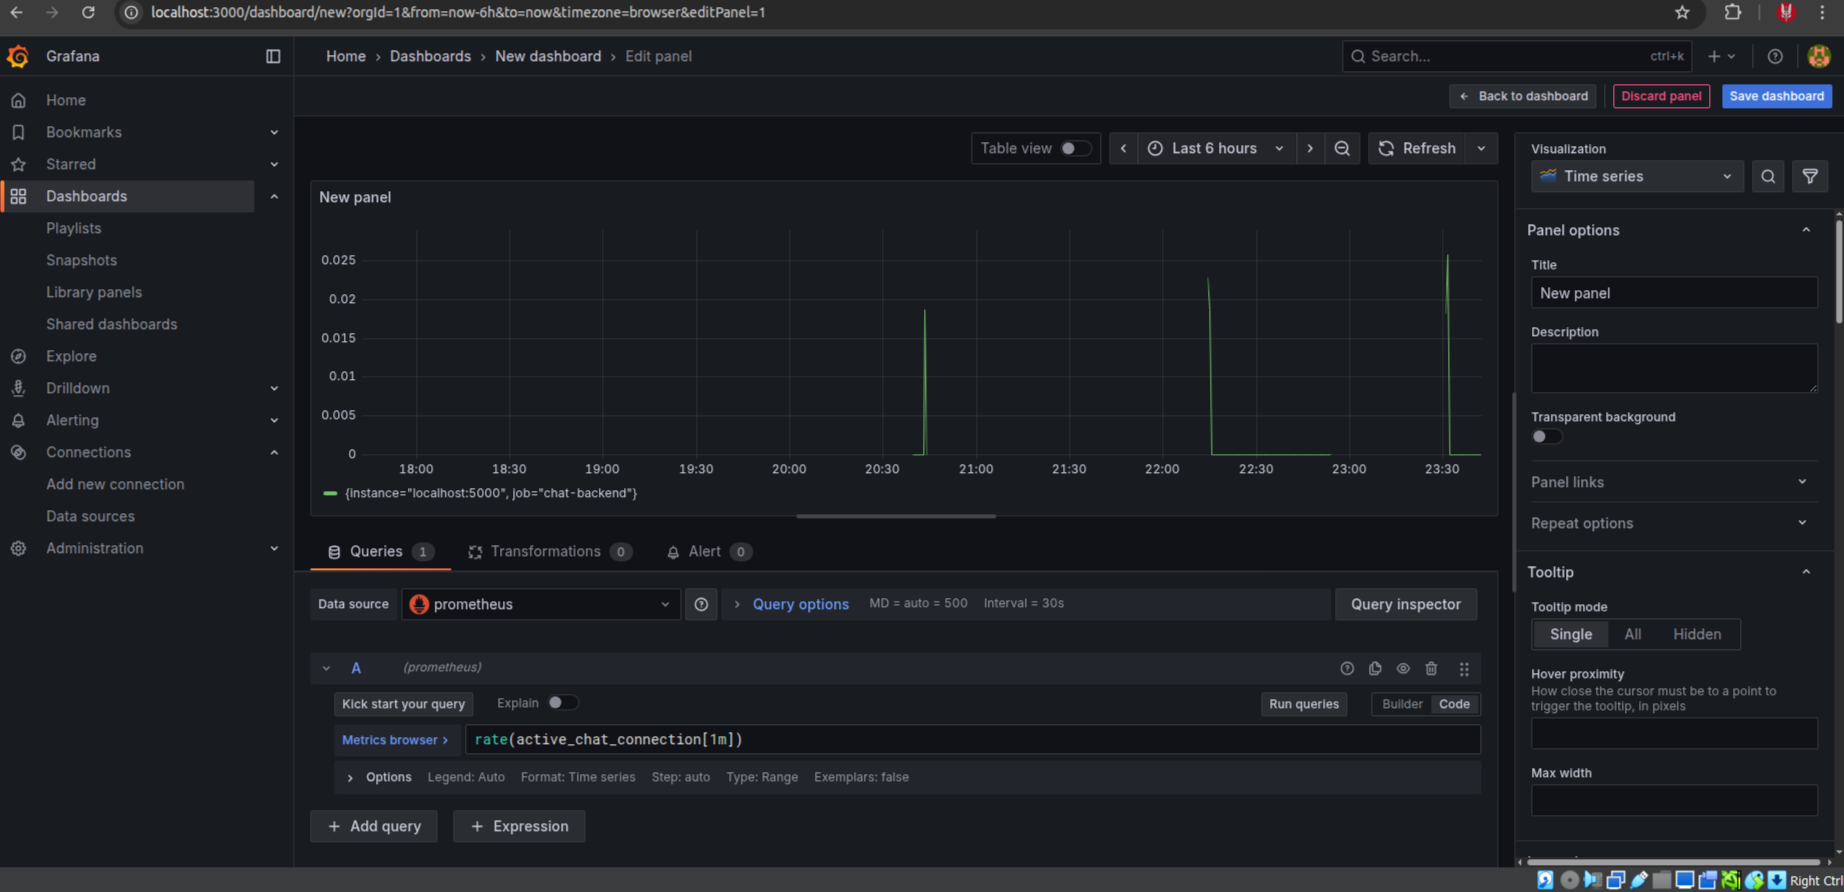 localhost:3000/dashboard/new?orgId=1&from=now-6h&to=now&timezone=browser&editPanel=1
Grafana
Home › Dashboards › New dashboard › Edit panel
Search... ctrl+k
Back to dashboard
Discard panel
Save dashboard
Home
Bookmarks
Starred
Dashboards
Playlists
Snapshots
Library panels
Shared dashboards
Explore
Drilldown
Alerting
Connections
Add new connection
Data sources
Administration
Table view
Last 6 hours
Refresh
New panel
0.025
0.02
0.015
0.01
0.005
0
18:00 18:30 19:00 19:30 20:00 20:30 21:00 21:30 22:00 22:30 23:00 23:30
{instance="localhost:5000", job="chat-backend"}
Queries 1 Transformations 0 Alert 0
Data source prometheus Query options MD = auto = 500 Interval = 30s Query inspector
A (prometheus)
Kick start your query Explain Run queries Builder Code
Metrics browser › rate(active_chat_connection[1m])
Options Legend: Auto Format: Time series Step: auto Type: Range Exemplars: false
+ Add query + Expression
Visualization
Time series
Panel options
Title
New panel
Description
Transparent background
Panel links
Repeat options
Tooltip
Tooltip mode
Single All Hidden
Hover proximity
How close the cursor must be to a point to
trigger the tooltip, in pixels
Max width
Right Ctrl